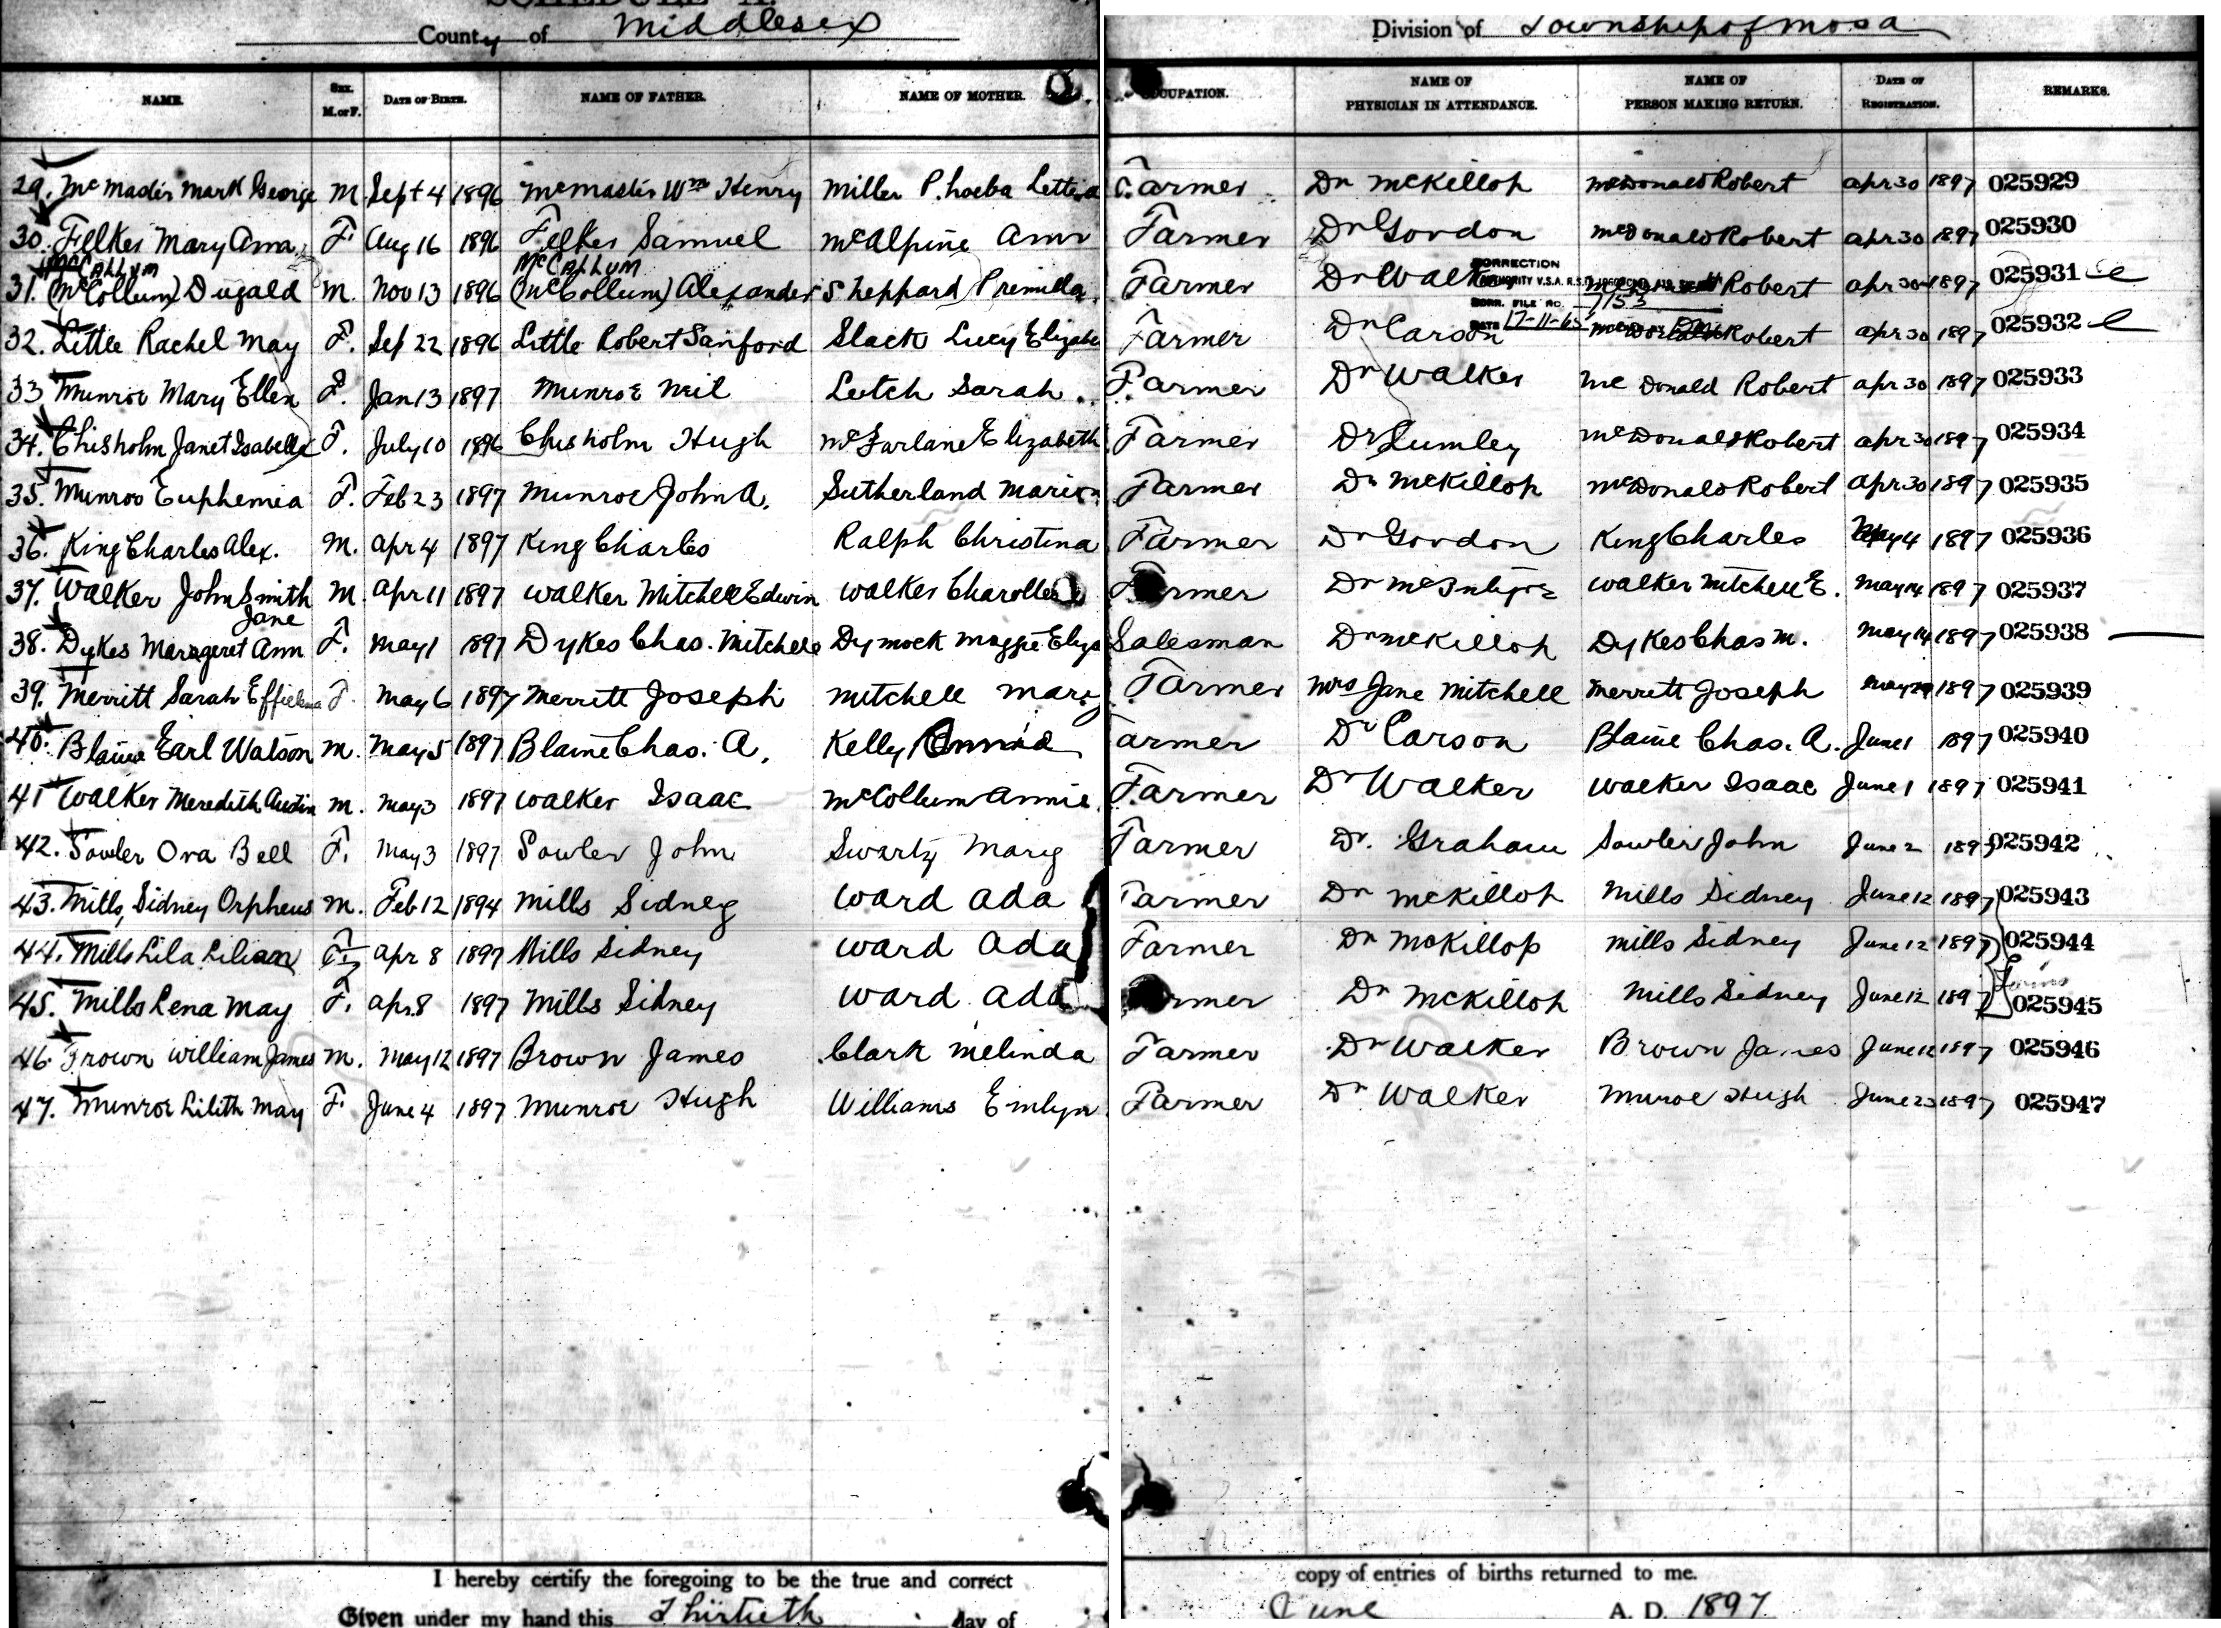 County of Middlesex
Division of Township of Mosa
NAME. SEX. M. or F. DATE OF BIRTH. NAME OF FATHER. NAME OF MOTHER. OCCUPATION. NAME OF PHYSICIAN IN ATTENDANCE. NAME OF PERSON MAKING RETURN. DATE OF REGISTRATION. REMARKS.
29. McMaster Mark George M Sept 4 1896 McMaster Wm Henry Miller Phoeba Lettia Farmer Dr McKillop McDonald Robert Apr 30 1897 025929
30. Felker Mary Ann F. Aug 16 1896 Felker Samuel McAlpine Ann Farmer Dr Gordon McDonald Robert Apr 30 1897 025930
McCallum McCallum CORRECTION
31. (McCollum) Dugald M. Nov 13 1896 (McCollum) Alexander Sheppard Premilla Farmer Dr Walker Robert Apr 30 1897 025931
CORR. FILE NO. 7153
DATE 17-11-65
32. Little Rachel May F. Sep 22 1896 Little Robert Sanford Slack Lucy Elizabe Farmer Dr Carson McDonald Robert Apr 30 1897 025932
33 Munroe Mary Ellen F. Jan 13 1897 Munroe Neil Leitch Sarah Farmer Dr Walker McDonald Robert Apr 30 1897 025933
34. Chisholm Janet Isabella F. July 10 1896 Chisholm Hugh McFarlane Elizabeth Farmer Dr Lumley McDonald Robert Apr 30 1897 025934
35. Munroe Euphemia F. Feb 23 1897 Munroe John A. Sutherland Marion Farmer Dr McKillop McDonald Robert Apr 30 1897 025935
36. King Charles Alex. M. Apr 4 1897 King Charles Ralph Christina Farmer Dr Gordon King Charles May 4 1897 025936
37. Walker John Smith M. Apr 11 1897 Walker Mitchell Edwin Walker Charoller Farmer Dr McIntyre Walker Mitchell E. May 14 1897 025937
Jane
38. Dykes Marageret Ann F. May 1 1897 Dykes Chas. Mitchele Dymock Maggie Eliza Salesman Dr McKillop Dykes Chas M. May 14 1897 025938
39. Merritt Sarah Effielena F. May 6 1897 Merritt Joseph Mitchell Mary Farmer Mrs Jane Mitchell Merrett Joseph May 29 1897 025939
40. Blaine Earl Watson M. May 5 1897 Blaine Chas. A. Kelly Annie Farmer Dr Carson Blaine Chas. A. June 1 1897 025940
41 Walker Meredith Austin M. May 3 1897 Walker Isaac McCollum Annie Farmer Dr Walker Walker Isaac June 1 1897 025941
42. Sowler Ora Bell F. May 3 1897 Sowler John Swartz Mary Farmer Dr. Graham Sowler John June 2 1897 025942
43. Mills, Sidney Orpheus M. Feb 12 1894 Mills Sidney Ward Ada Farmer Dr McKillop Mills Sidney June 12 1897 025943
44. Mills Lila Lilian F. Apr 8 1897 Mills Sidney Ward Ada Farmer Dr McKillop Mills Sidney June 12 1897 025944
45. Mills Lena May F. Apr 8 1897 Mills Sidney Ward Ada Farmer Dr McKillop Mills Sidney June 12 1897 Twins 025945
46. Brown William James M. May 12 1897 Brown James Clark Melinda Farmer Dr Walker Brown James June 12 1897 025946
47. Munroe Lilith May F. June 4 1897 Munroe Hugh Williams Emlyn Farmer Dr Walker Munroe Hugh June 23 1897 025947
I hereby certify the foregoing to be the true and correct copy of entries of births returned to me.
Given under my hand this Thirtieth day of June A. D. 1897